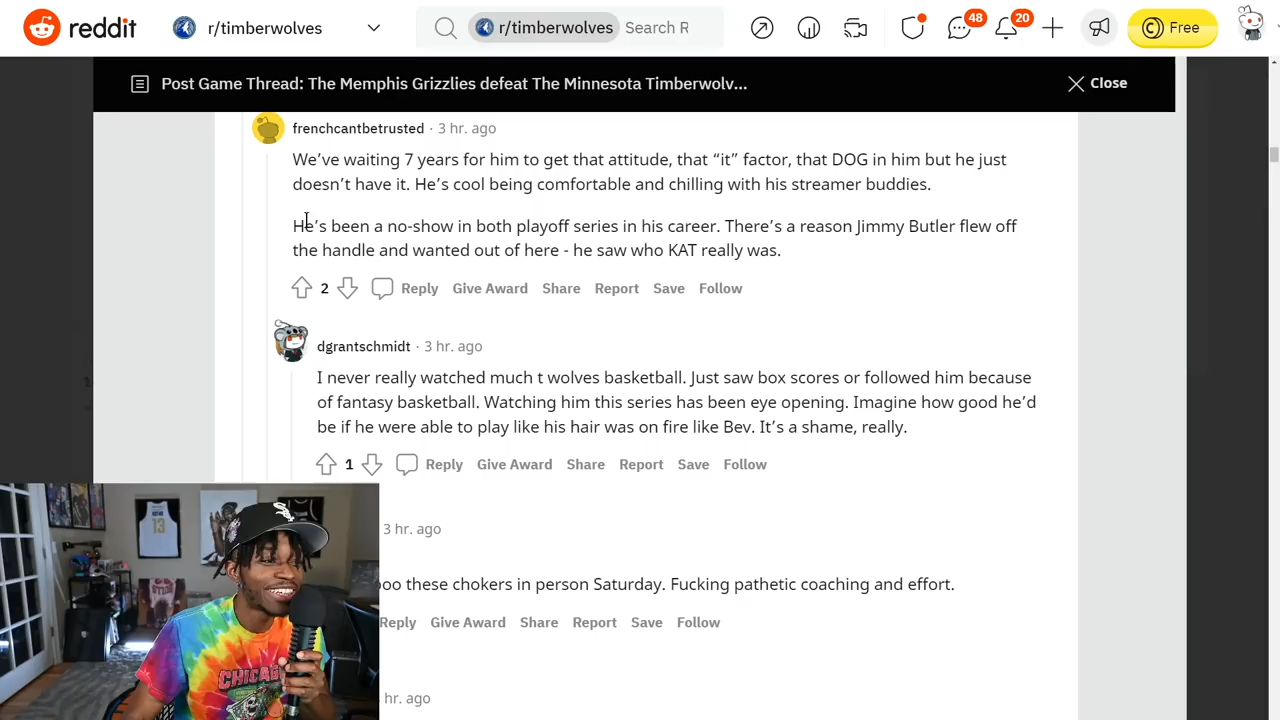 reddit
r/timberwolves
r/timberwolves
Search R
48
20
Free
Post Game Thread: The Memphis Grizzlies defeat The Minnesota Timberwolv...
Close
frenchcantbetrusted · 3 hr. ago
We’ve waiting 7 years for him to get that attitude, that “it” factor, that DOG in him but he just
doesn’t have it. He’s cool being comfortable and chilling with his streamer buddies.
He’s been a no-show in both playoff series in his career. There’s a reason Jimmy Butler flew off
the handle and wanted out of here - he saw who KAT really was.
2
Reply
Give Award
Share
Report
Save
Follow
dgrantschmidt · 3 hr. ago
I never really watched much t wolves basketball. Just saw box scores or followed him because
of fantasy basketball. Watching him this series has been eye opening. Imagine how good he’d
be if he were able to play like his hair was on fire like Bev. It’s a shame, really.
1
Reply
Give Award
Share
Report
Save
Follow
3 hr. ago
oo these chokers in person Saturday. Fucking pathetic coaching and effort.
Reply
Give Award
Share
Report
Save
Follow
hr. ago
13
CHICAG